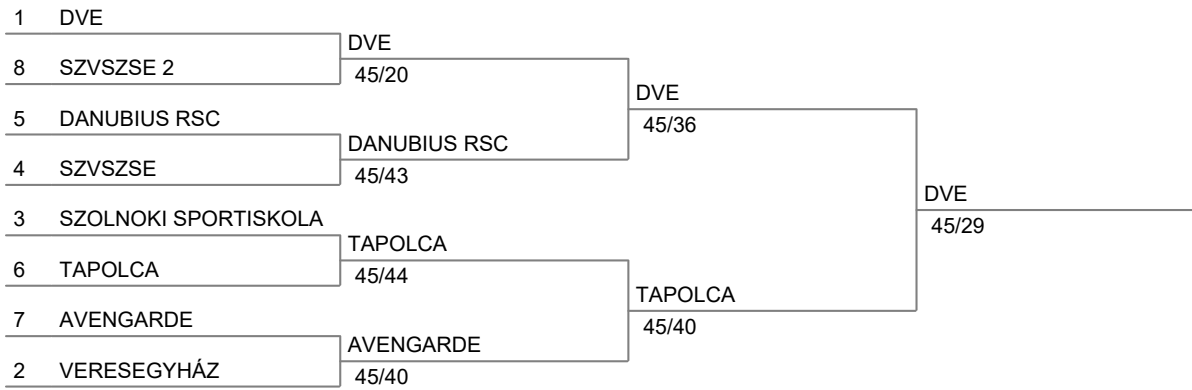 1 DVE
8 SZVSZSE 2
5 DANUBIUS RSC
4 SZVSZSE
3 SZOLNOKI SPORTISKOLA
6 TAPOLCA
7 AVENGARDE
2 VERESEGYHÁZ
DVE
45/20
DANUBIUS RSC
45/43
TAPOLCA
45/44
AVENGARDE
45/40
DVE
45/36
TAPOLCA
45/40
DVE
45/29